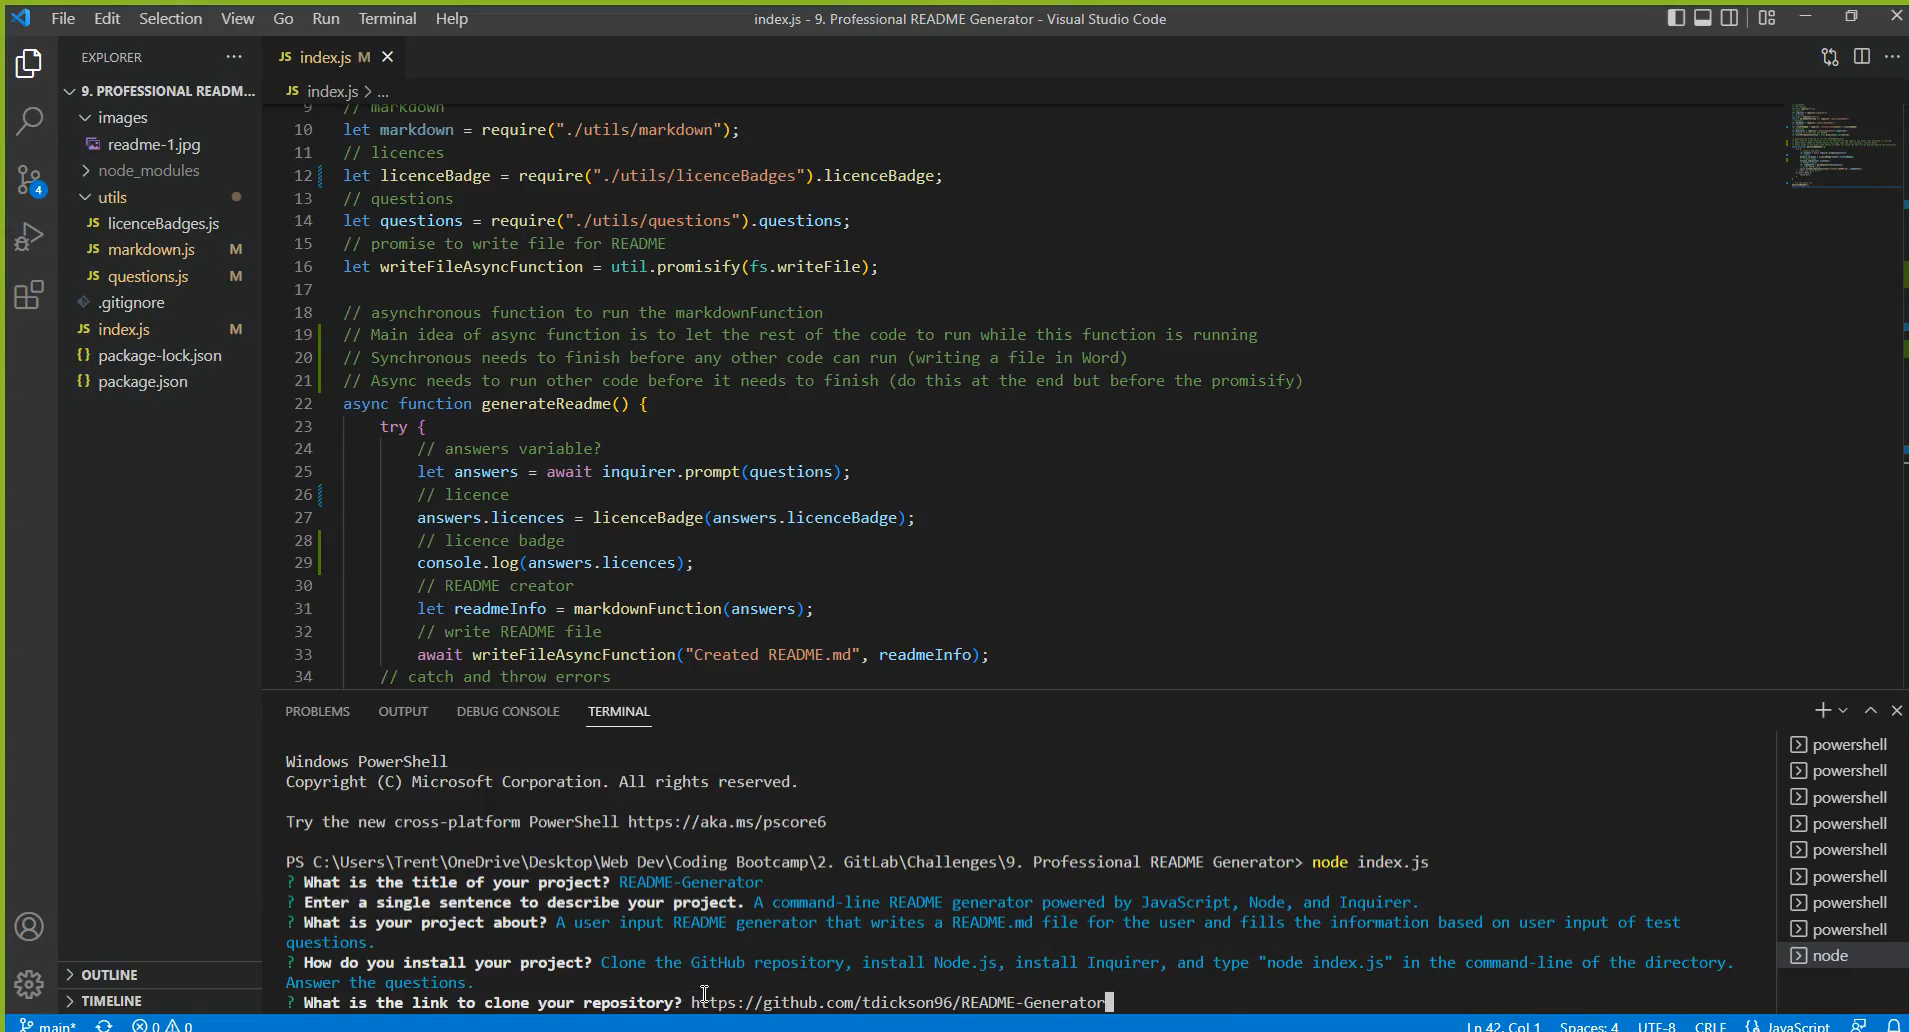 File Edit Selection View Go Run Terminal Help
index.js - 9. Professional README Generator - Visual Studio Code
EXPLORER
9. PROFESSIONAL READM...
images
readme-1.jpg
node_modules
utils
JS licenceBadges.js
JS markdown.js M
JS questions.js M
.gitignore
JS index.js M
{} package-lock.json
{} package.json
OUTLINE
TIMELINE
4
JS index.js M
JS index.js > ...
9 // markdown
10 let markdown = require("./utils/markdown");
11 // licences
12 let licenceBadge = require("./utils/licenceBadges").licenceBadge;
13 // questions
14 let questions = require("./utils/questions").questions;
15 // promise to write file for README
16 let writeFileAsyncFunction = util.promisify(fs.writeFile);
17
18 // asynchronous function to run the markdownFunction
19 // Main idea of async function is to let the rest of the code to run while this function is running
20 // Synchronous needs to finish before any other code can run (writing a file in Word)
21 // Async needs to run other code before it needs to finish (do this at the end but before the promisify)
22 async function generateReadme() {
23 try {
24 // answers variable?
25 let answers = await inquirer.prompt(questions);
26 // licence
27 answers.licences = licenceBadge(answers.licenceBadge);
28 // licence badge
29 console.log(answers.licences);
30 // README creator
31 let readmeInfo = markdownFunction(answers);
32 // write README file
33 await writeFileAsyncFunction("Created README.md", readmeInfo);
34 // catch and throw errors
PROBLEMS OUTPUT DEBUG CONSOLE TERMINAL
Windows PowerShell
Copyright (C) Microsoft Corporation. All rights reserved.
Try the new cross-platform PowerShell https://aka.ms/pscore6
PS C:\Users\Trent\OneDrive\Desktop\Web Dev\Coding Bootcamp\2. GitLab\Challenges\9. Professional README Generator> node index.js
? What is the title of your project? README-Generator
? Enter a single sentence to describe your project. A command-line README generator powered by JavaScript, Node, and Inquirer.
? What is your project about? A user input README generator that writes a README.md file for the user and fills the information based on user input of test
questions.
? How do you install your project? Clone the GitHub repository, install Node.js, install Inquirer, and type "node index.js" in the command-line of the directory.
Answer the questions.
? What is the link to clone your repository? https://github.com/tdickson96/README-Generator
powershell
powershell
powershell
powershell
powershell
powershell
powershell
powershell
node
main* 0 0 Ln 42, Col 1 Spaces: 4 UTF-8 CRLF {} JavaScript